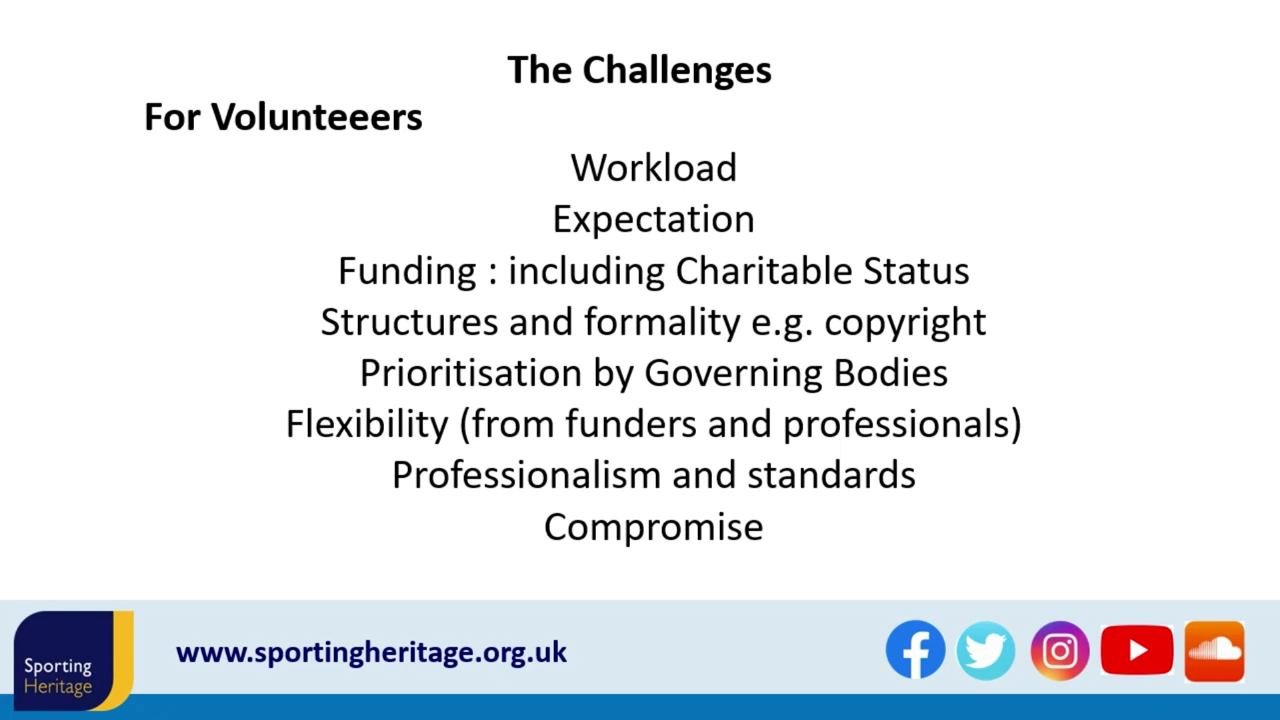 The Challenges
For Volunteeers
Workload
Expectation
Funding : including Charitable Status
Structures and formality e.g. copyright
Prioritisation by Governing Bodies
Flexibility (from funders and professionals)
Professionalism and standards
Compromise
Sporting
Heritage
www.sportingheritage.org.uk